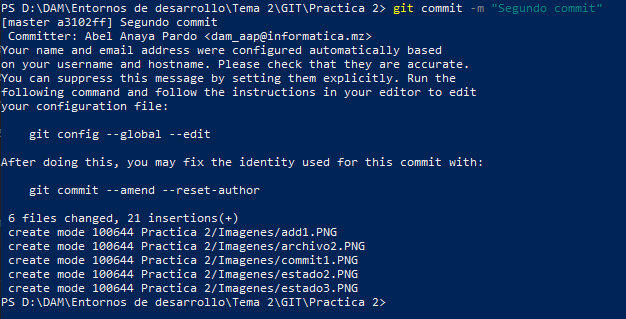 PS D:\DAM\Entornos de desarrollo\Tema 2\GIT\Practica 2> git commit -m "Segundo commit"
[master a3102ff] Segundo commit
 Committer: Abel Anaya Pardo <dam_aap@informatica.mz>
Your name and email address were configured automatically based
on your username and hostname. Please check that they are accurate.
You can suppress this message by setting them explicitly. Run the
following command and follow the instructions in your editor to edit
your configuration file:

    git config --global --edit

After doing this, you may fix the identity used for this commit with:

    git commit --amend --reset-author

 6 files changed, 21 insertions(+)
 create mode 100644 Practica 2/Imagenes/add1.PNG
 create mode 100644 Practica 2/Imagenes/archivo2.PNG
 create mode 100644 Practica 2/Imagenes/commit1.PNG
 create mode 100644 Practica 2/Imagenes/estado2.PNG
 create mode 100644 Practica 2/Imagenes/estado3.PNG
PS D:\DAM\Entornos de desarrollo\Tema 2\GIT\Practica 2>